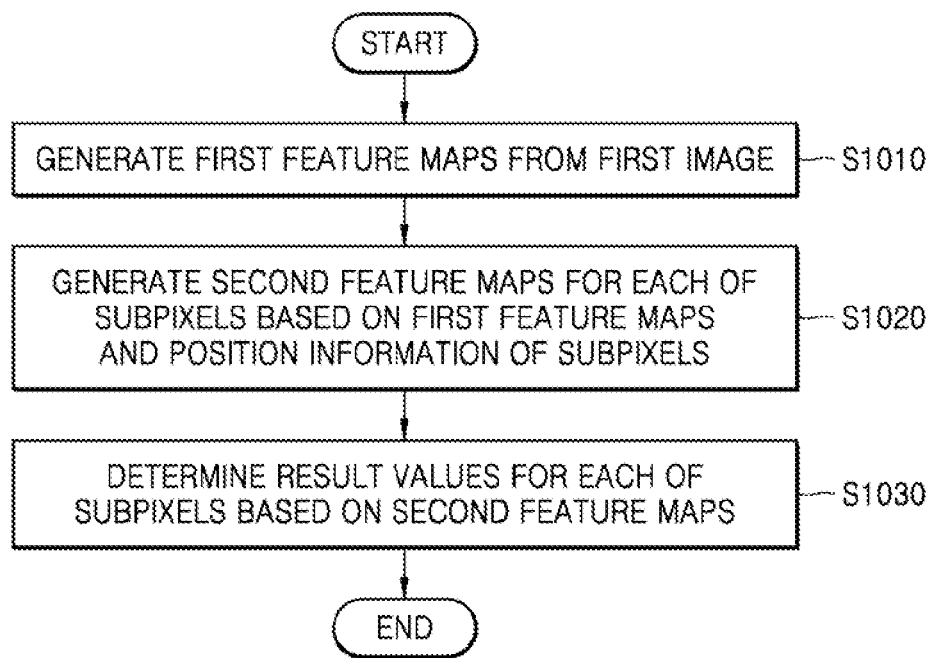 START
GENERATE FIRST FEATURE MAPS FROM FIRST IMAGE
S1010
GENERATE SECOND FEATURE MAPS FOR EACH OF
SUBPIXELS BASED ON FIRST FEATURE MAPS
AND POSITION INFORMATION OF SUBPIXELS
S1020
DETERMINE RESULT VALUES FOR EACH OF
SUBPIXELS BASED ON SECOND FEATURE MAPS
S1030
END